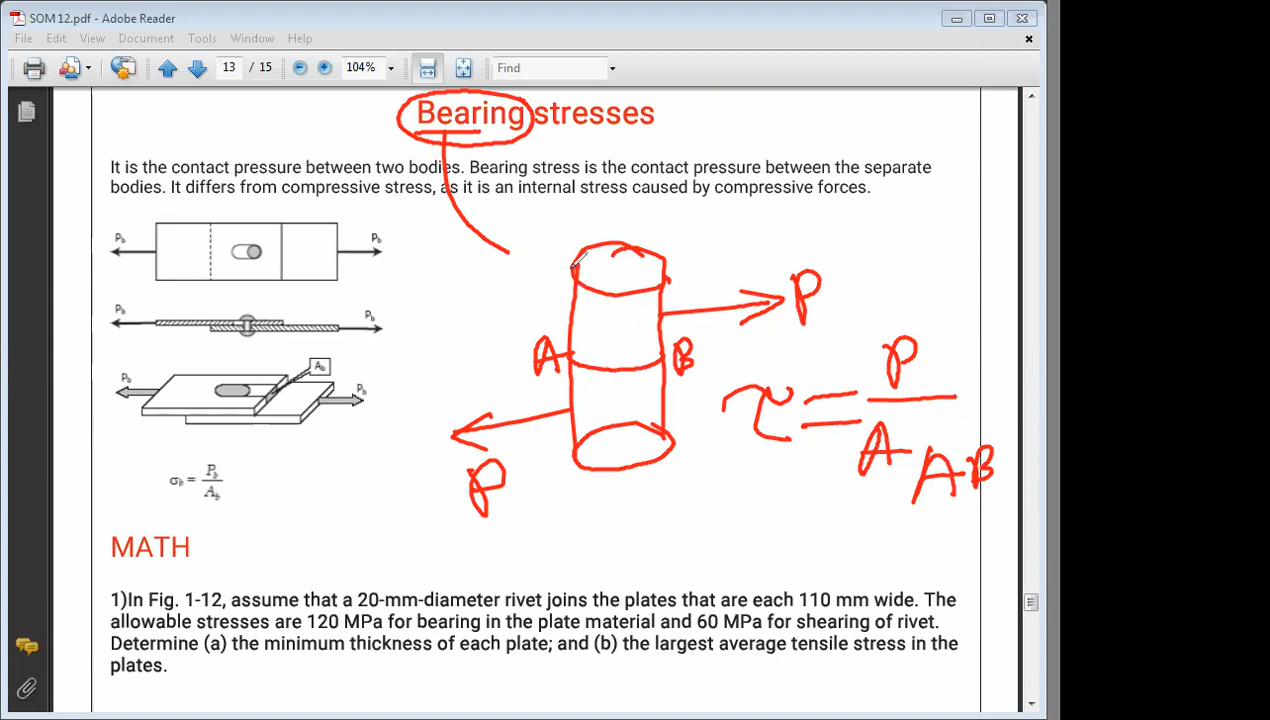 SOM 12.pdf - Adobe Reader
File Edit View Document Tools Window Help
13 / 15 104% Find
Bearing stresses
It is the contact pressure between two bodies. Bearing stress is the contact pressure between the separate
bodies. It differs from compressive stress, as it is an internal stress caused by compressive forces.
Pb Pb
Pb Pb
Ab
Pb Pb
σb = Pb
Ab
P
A B
P
τ = P
A AB
MATH
1)In Fig. 1-12, assume that a 20-mm-diameter rivet joins the plates that are each 110 mm wide. The
allowable stresses are 120 MPa for bearing in the plate material and 60 MPa for shearing of rivet.
Determine (a) the minimum thickness of each plate; and (b) the largest average tensile stress in the
plates.